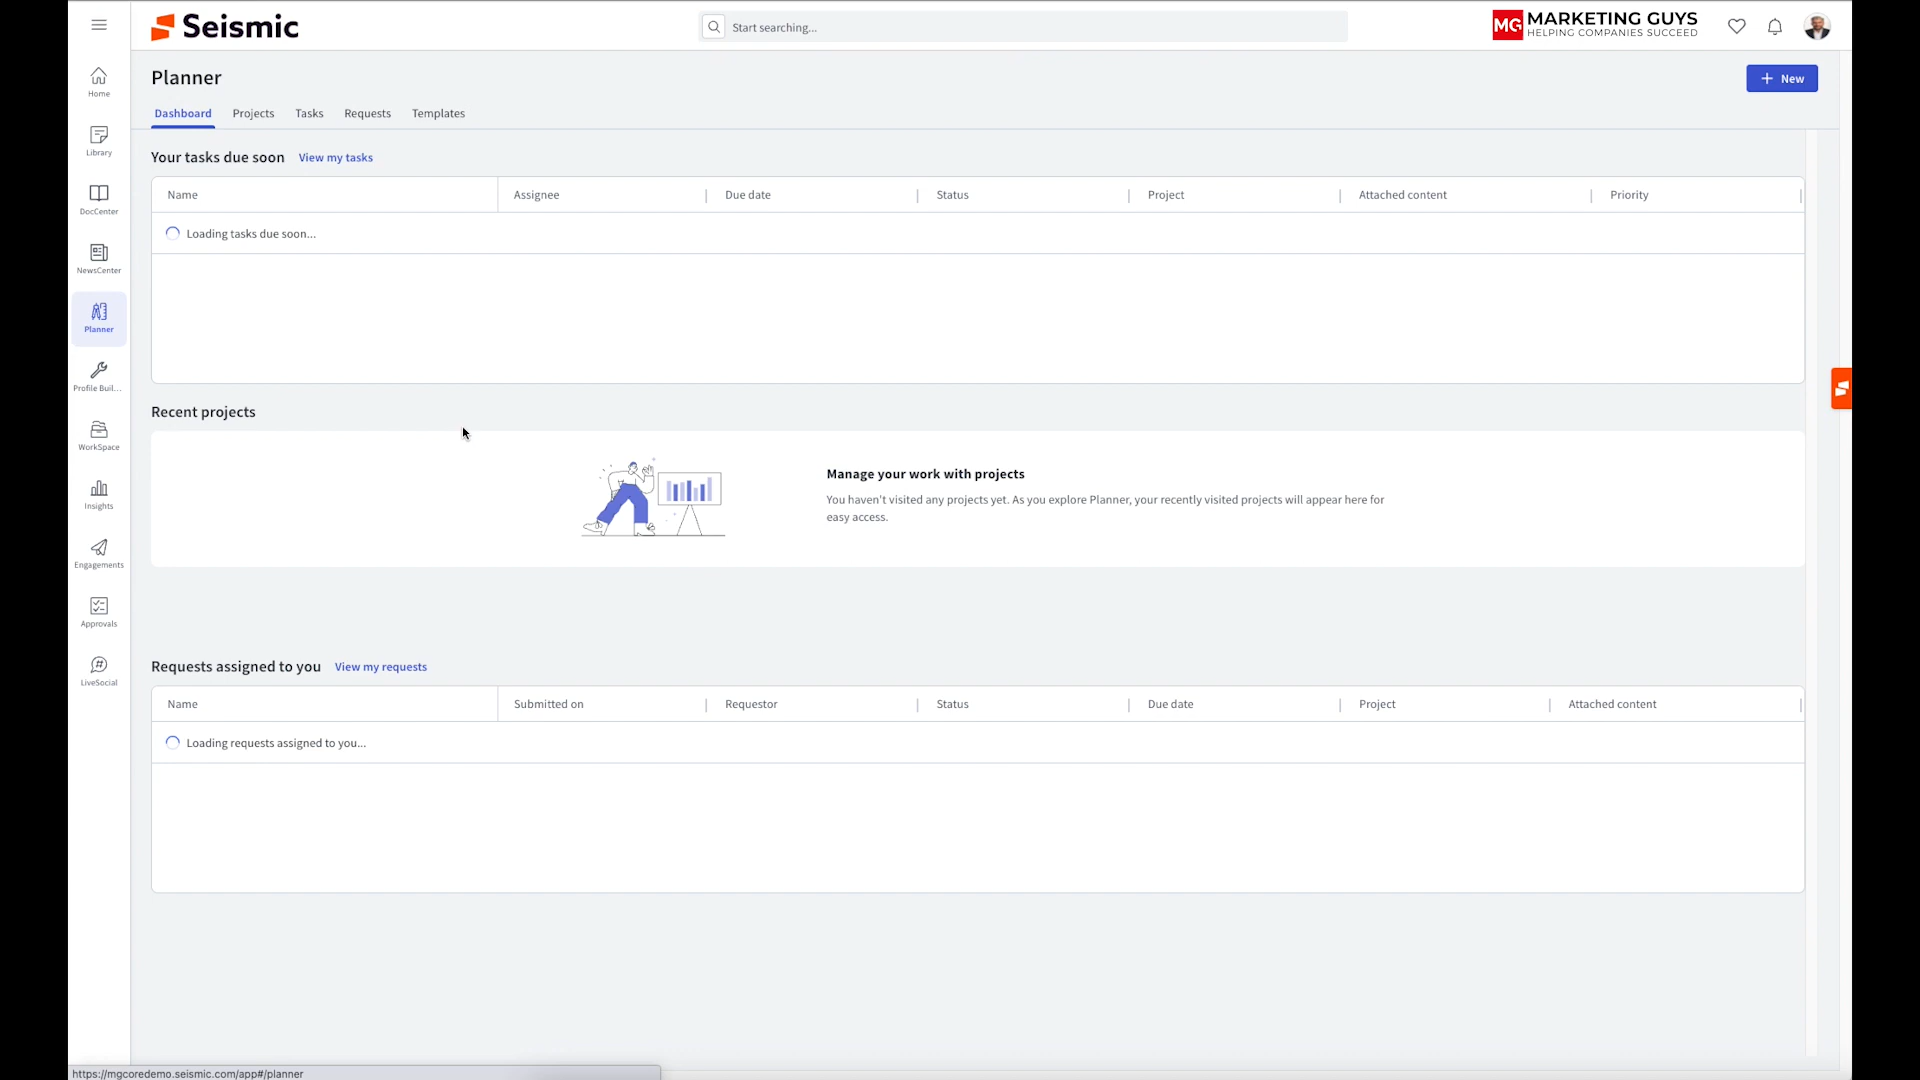 Seismic
Start searching...
MG MARKETING GUYS
HELPING COMPANIES SUCCEED
Home
Library
DocCenter
NewsCenter
Planner
Profile Buil...
WorkSpace
Insights
Engagements
Approvals
LiveSocial
Planner
New
Dashboard Projects Tasks Requests Templates
Your tasks due soon View my tasks
Name Assignee Due date Status Project Attached content Priority
Loading tasks due soon...
Recent projects
Manage your work with projects
You haven't visited any projects yet. As you explore Planner, your recently visited projects will appear here for
easy access.
Requests assigned to you View my requests
Name Submitted on Requestor Status Due date Project Attached content
Loading requests assigned to you...
https://mgcoredemo.seismic.com/app#/planner